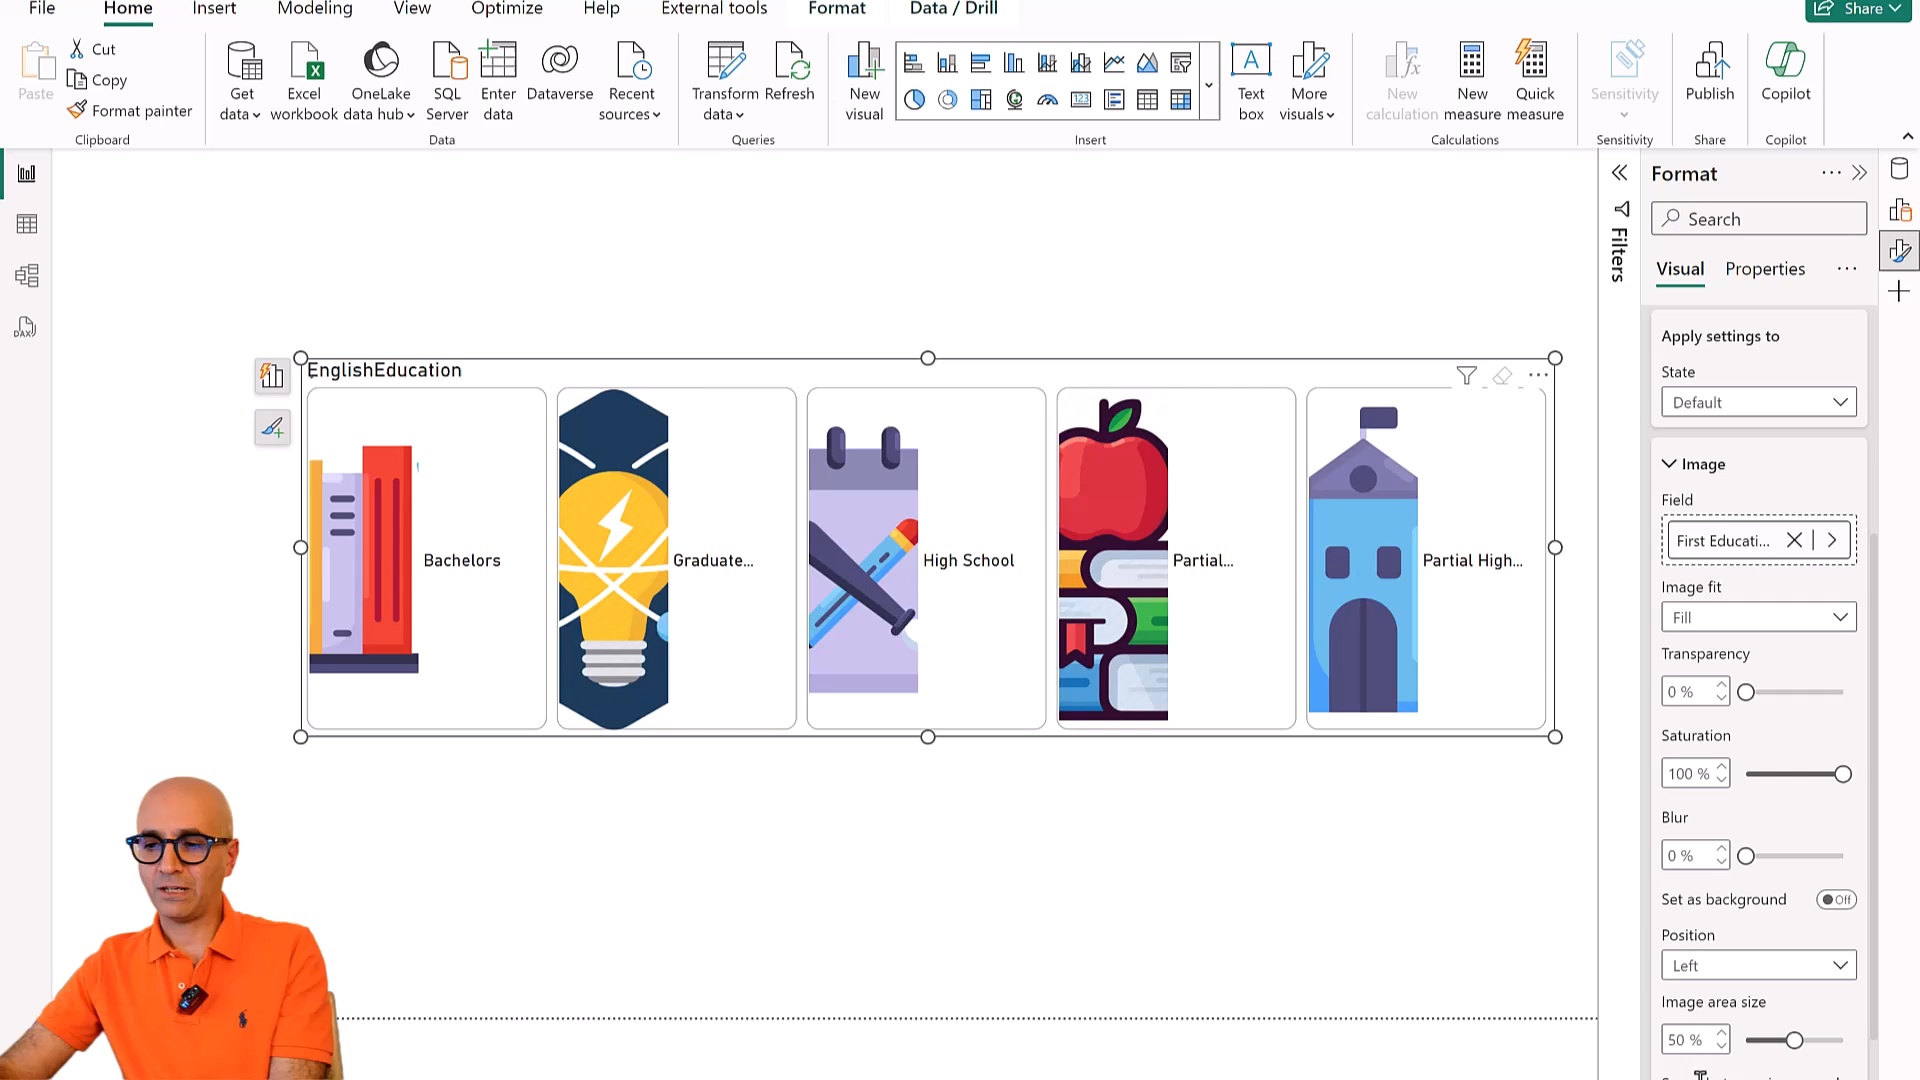 File Home Insert Modeling View Optimize Help External tools Format Data / Drill Share
Paste
Cut
Copy
Format painter
Clipboard
Get data
Excel workbook
OneLake data hub
SQL Server
Enter data
Dataverse
Recent sources
Data
Transform data
Refresh
Queries
New visual
123
A
Text box
More visuals
Insert
New calculation
New measure
Quick measure
Calculations
Sensitivity
Sensitivity
Publish
Share
Copilot
Copilot
DAX
EnglishEducation
Bachelors
Graduate...
High School
Partial...
Partial High...
Filters
Format
Search
Visual Properties
Apply settings to
State
Default
Image
Field
First Educati...
Image fit
Fill
Transparency
0 %
Saturation
100 %
Blur
0 %
Set as background Off
Position
Left
Image area size
50 %